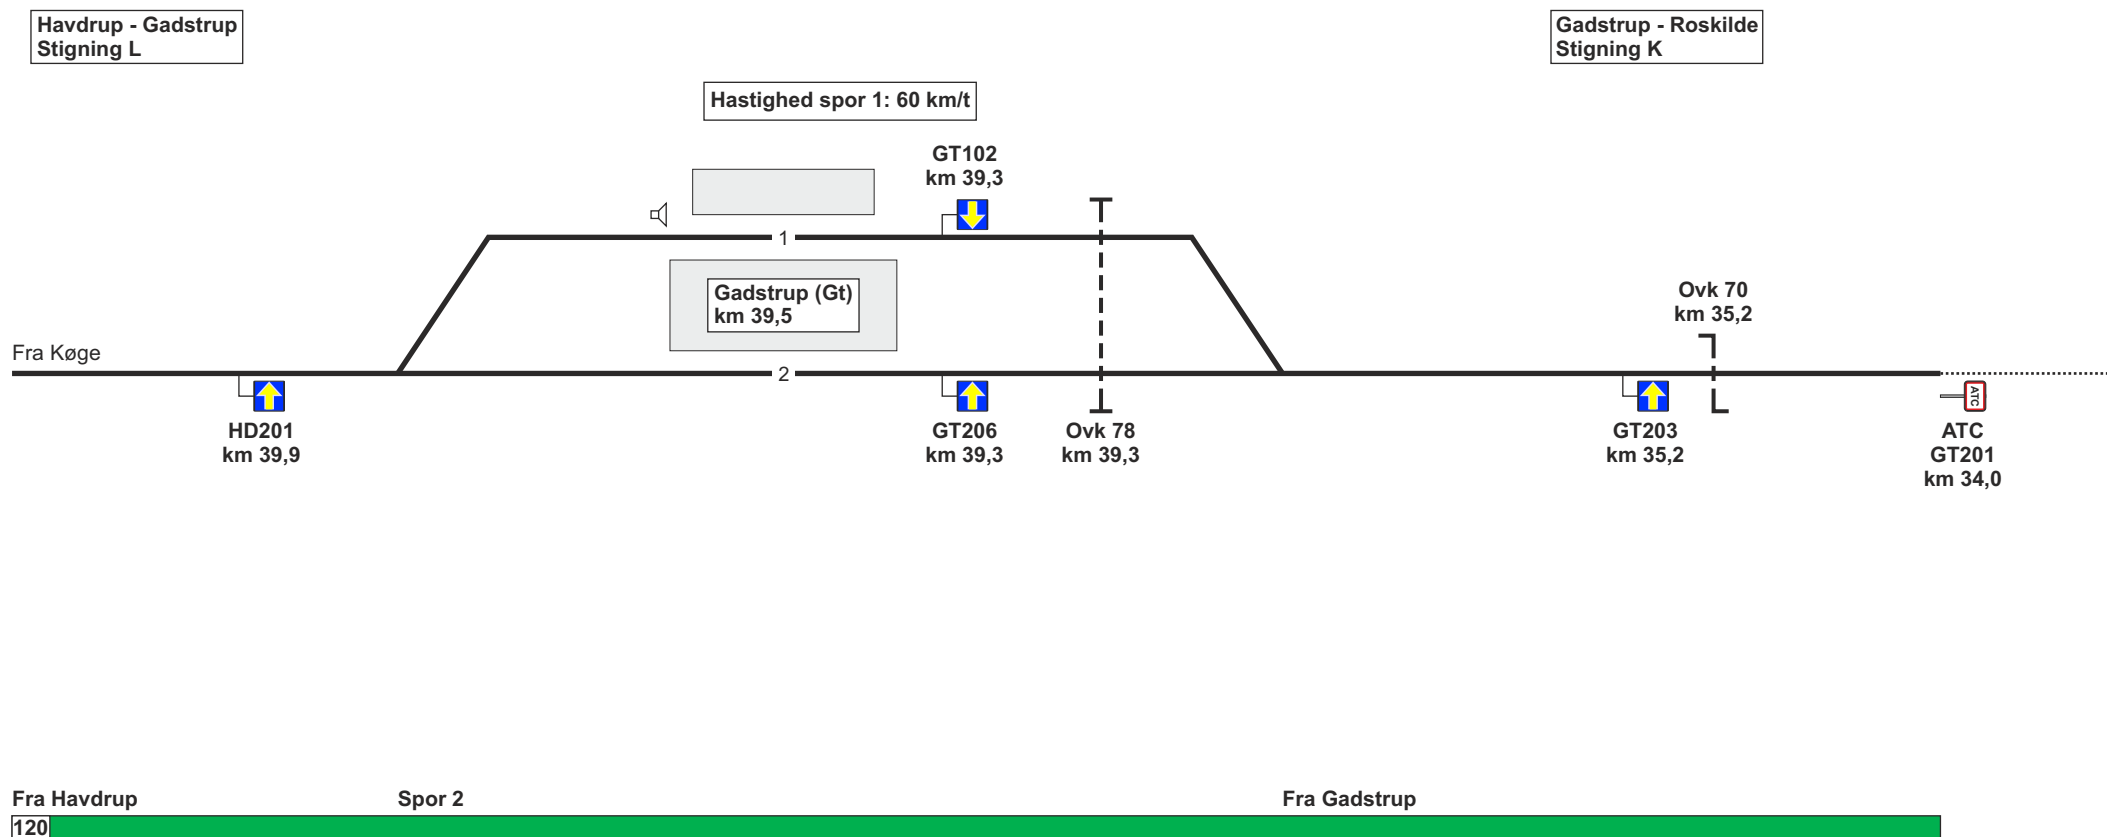 Havdrup - Gadstrup
Stigning L
Gadstrup - Roskilde
Stigning K
Hastighed spor 1: 60 km/t
GT102
km 39,3
1
Gadstrup (Gt)
km 39,5
Ovk 70
km 35,2
Fra Køge
2
ATC
HD201
km 39,9
GT206
km 39,3
Ovk 78
km 39,3
GT203
km 35,2
ATC
GT201
km 34,0
Fra Havdrup
Spor 2
Fra Gadstrup
120